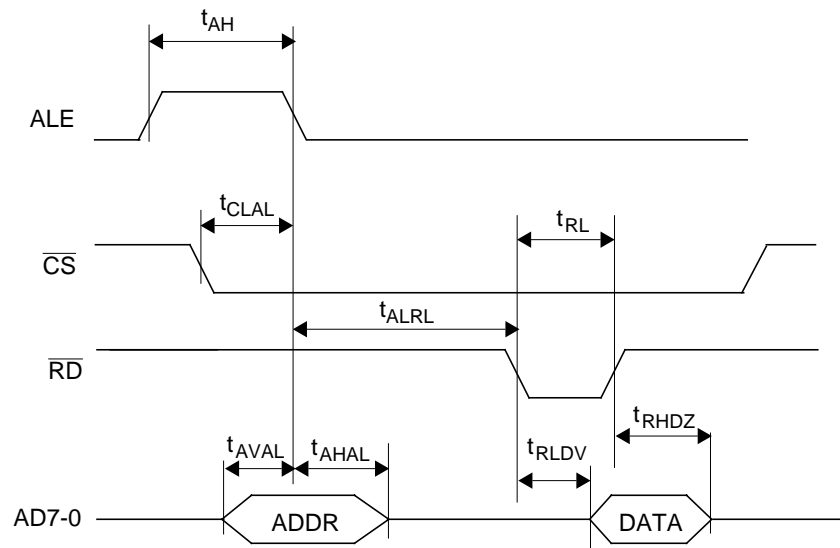 tAH
ALE
tCLAL
tRL
CS
tALRL
RD
tRHDZ
tAVAL
tAHAL
tRLDV
AD7-0
ADDR
DATA